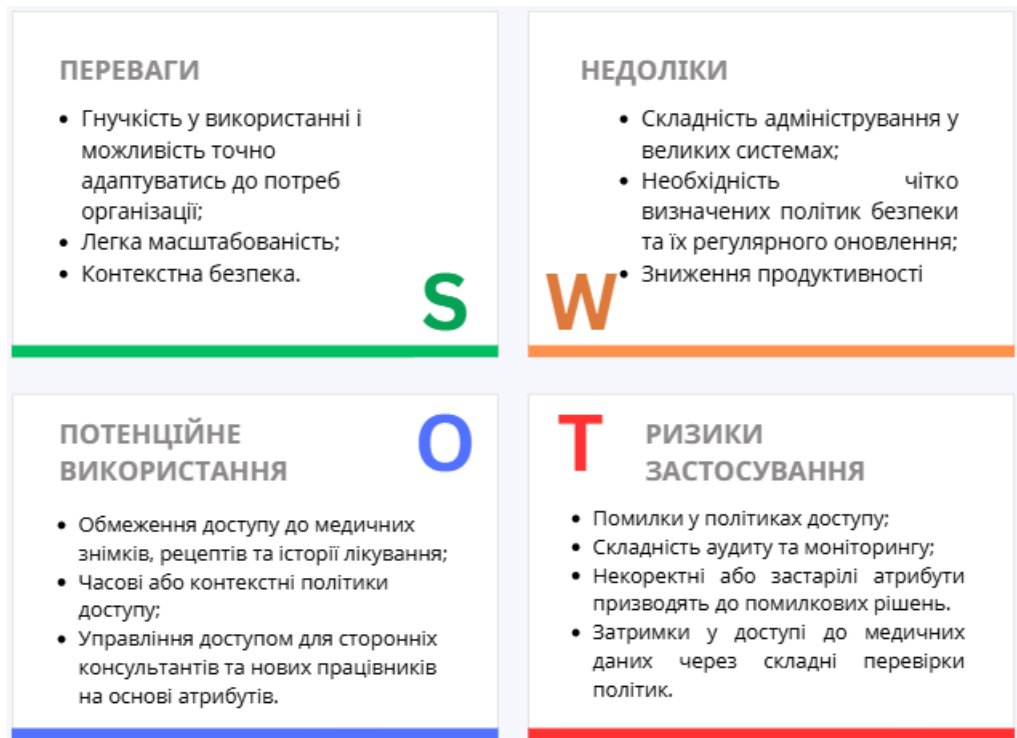 ПЕРЕВАГИ
• Гнучкість у використанні і
можливість точно
адаптуватись до потреб
організації;
• Легка масштабованість;
• Контекстна безпека.
S
НЕДОЛІКИ
• Складність адміністрування у
великих системах;
• Необхідність чітко
визначених політик безпеки
та їх регулярного оновлення;
• Зниження продуктивності
W
ПОТЕНЦІЙНЕ
ВИКОРИСТАННЯ
O
• Обмеження доступу до медичних
знімків, рецептів та історії лікування;
• Часові або контекстні політики
доступу;
• Управління доступом для сторонніх
консультантів та нових працівників
на основі атрибутів.
T
РИЗИКИ
ЗАСТОСУВАННЯ
• Помилки у політиках доступу;
• Складність аудиту та моніторингу;
• Некоректні або застарілі атрибути
призводять до помилкових рішень.
• Затримки у доступі до медичних
даних через складні перевірки
політик.